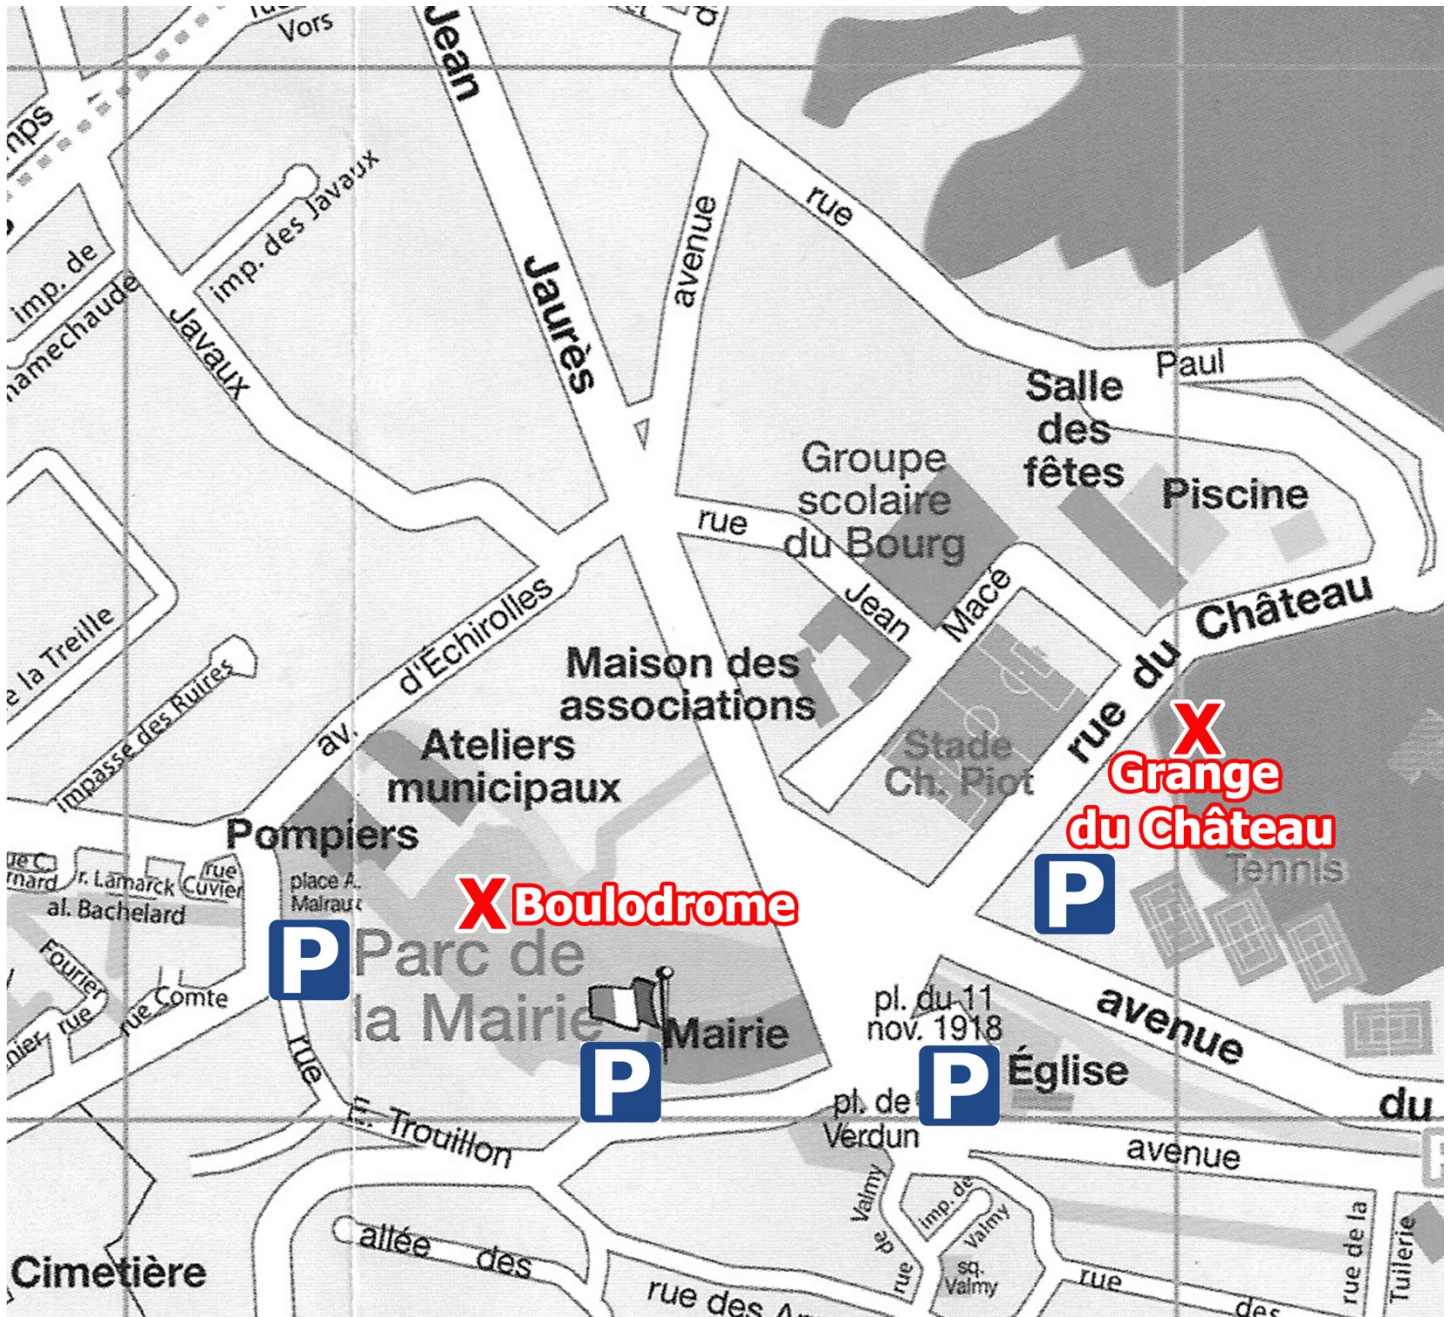 Vors
Jean
imp. des Javaux
avenue
rue
imp. de
Javaux
Jaurès
Paul
Salle
des
fêtes
Groupe
scolaire
du Bourg
Piscine
rue
Jean
Macé
rue du Château
la Treille
av. d'Échirolles
impasse des Ruires
Maison des
associations
Ateliers
municipaux
Stade
Ch. Piot
X
Grange
du Château
Tennis
Pompiers
rue
Cuvier
r. Lamarck
al. Bachelard
place A.
Malraux
X Boulodrome
P
P
Parc de
la Mairie
Fourier
rue
rue Comte
Mairie
P
pl. du 11
nov. 1918
avenue
du
P
Église
pl. de
Verdun
rue
E. Trouillon
avenue
rue de Valmy
imp. de
Valmy
sq.
Valmy
rue de la
Tuilerie
Cimetière
allée des
rue des
rue des